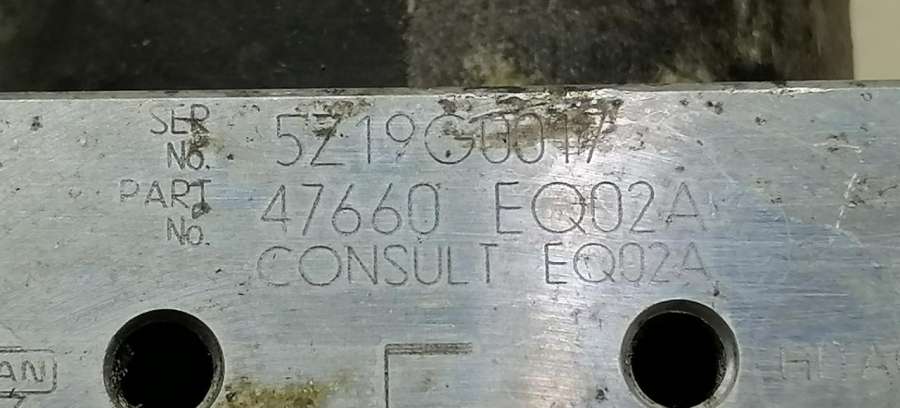 SER No. 5Z19G0017
PART No. 47660 EQ02A
CONSULT EQ02A